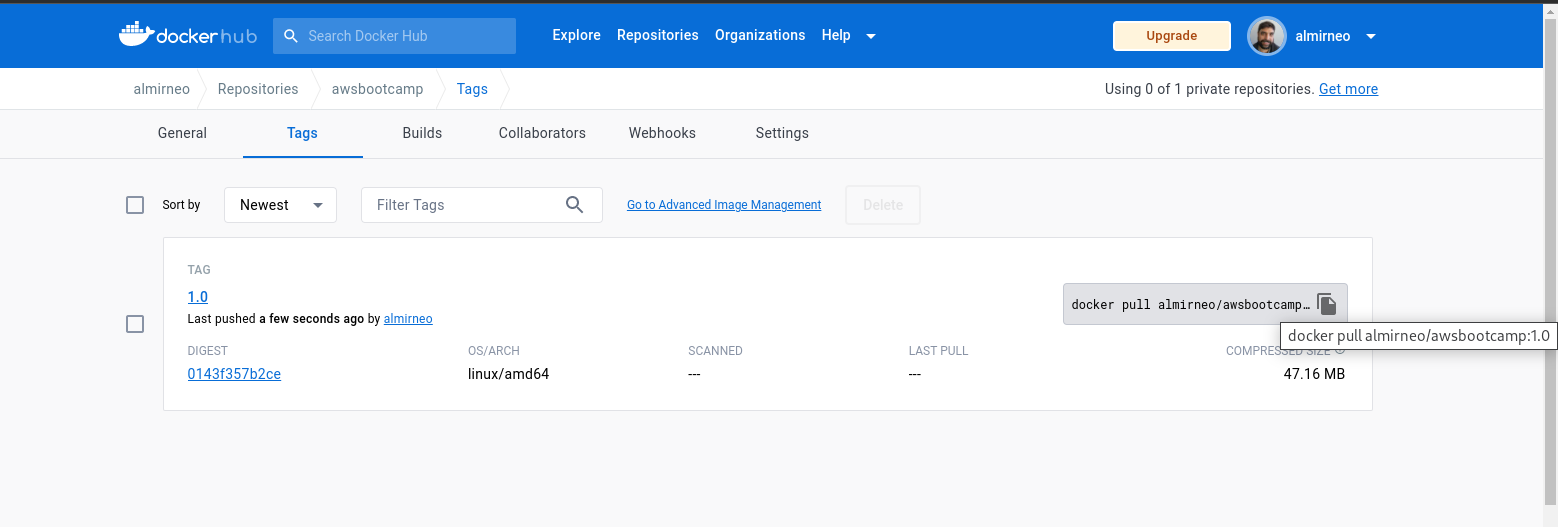 dockerhub Search Docker Hub Explore Repositories Organizations Help Upgrade almirneo
almirneo Repositories awsbootcamp Tags Using 0 of 1 private repositories. Get more
General Tags Builds Collaborators Webhooks Settings
Sort by Newest Filter Tags Go to Advanced Image Management Delete
TAG
1.0
docker pull almirneo/awsbootcamp…
Last pushed a few seconds ago by almirneo
docker pull almirneo/awsbootcamp:1.0
DIGEST OS/ARCH SCANNED LAST PULL COMPRESSED SIZE
0143f357b2ce linux/amd64 --- --- 47.16 MB